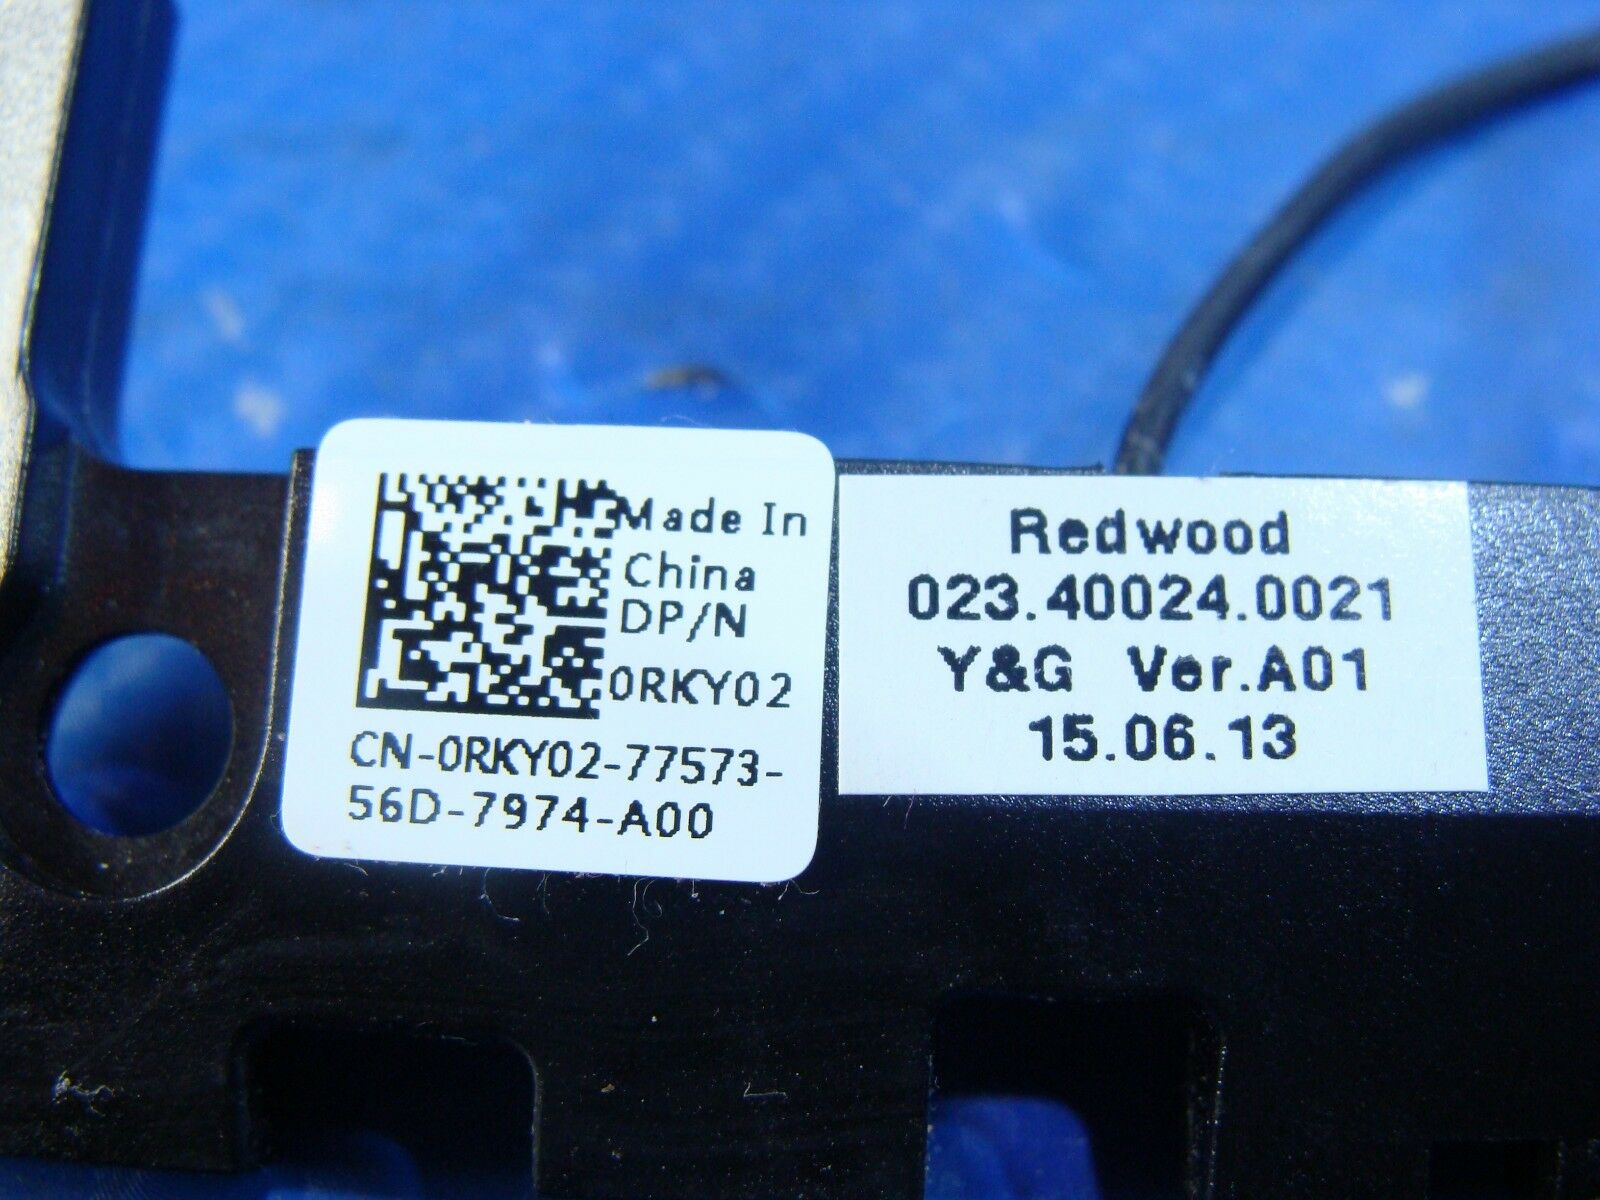 Made In
China
DP/N
0RKY02
CN-0RKY02-77573-
56D-7974-A00
Redwood
023.40024.0021
Y&G Ver.A01
15.06.13